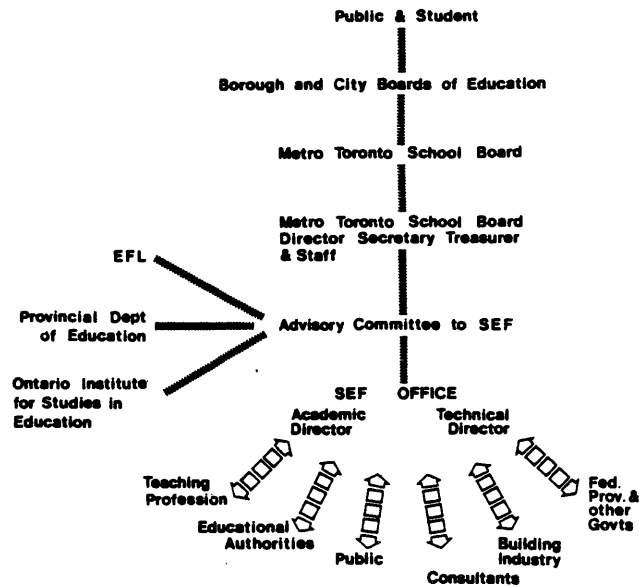 Public & Student
Borough and City Boards of Education
Metro Toronto School Board
Metro Toronto School Board
Director Secretary Treasurer
& Staff
EFL
Provincial Dept
of Education
Advisory Committee to SEF
Ontario Institute
for Studies in
Education
SEF OFFICE
Academic
Director
Technical
Director
Teaching
Profession
Educational
Authorities
Public
Consultants
Building
Industry
Fed.
Prov. &
other
Govts